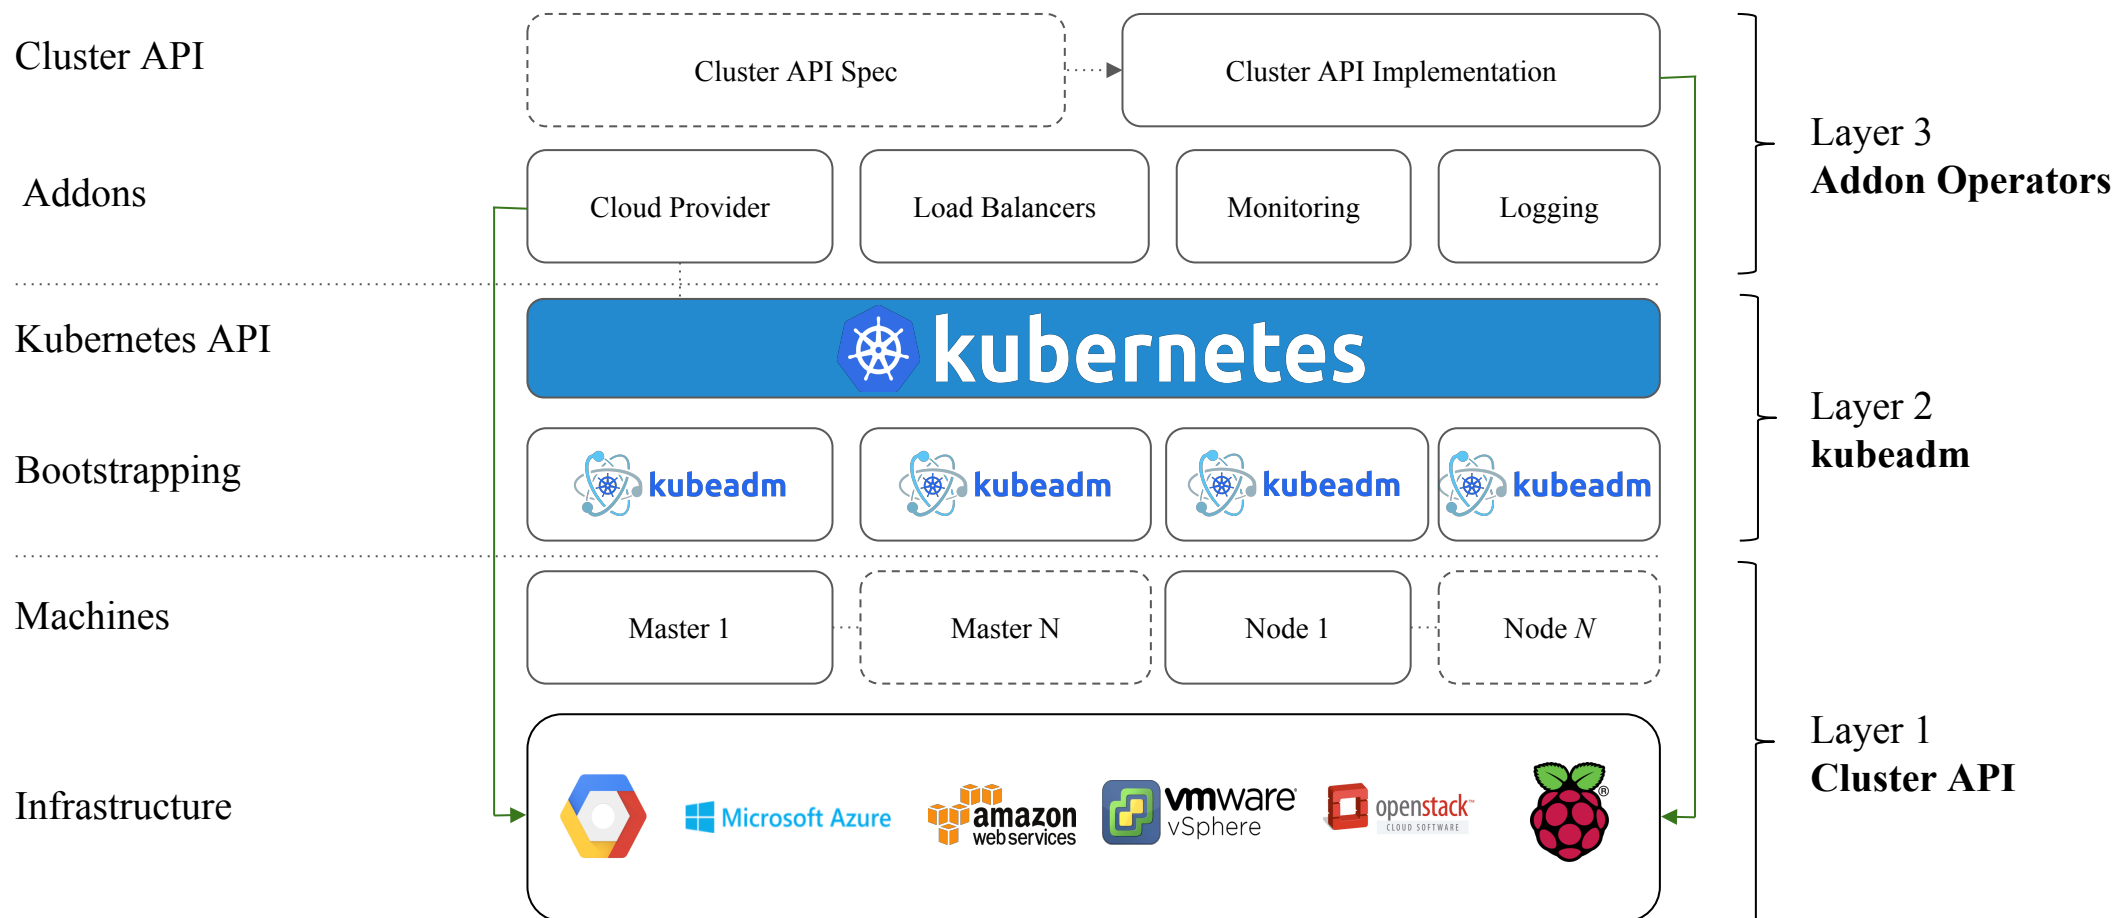 Cluster API
Cluster API Spec
Cluster API Implementation
Layer 3
Addon Operators
Addons
Cloud Provider
Load Balancers
Monitoring
Logging
Kubernetes API
kubernetes
Layer 2
kubeadm
Bootstrapping
kubeadm
kubeadm
kubeadm
kubeadm
Machines
Master 1
Master N
Node 1
Node N
Layer 1
Cluster API
Infrastructure
Microsoft Azure
amazon
web services
vmware®
vSphere
openstack™
CLOUD SOFTWARE
®